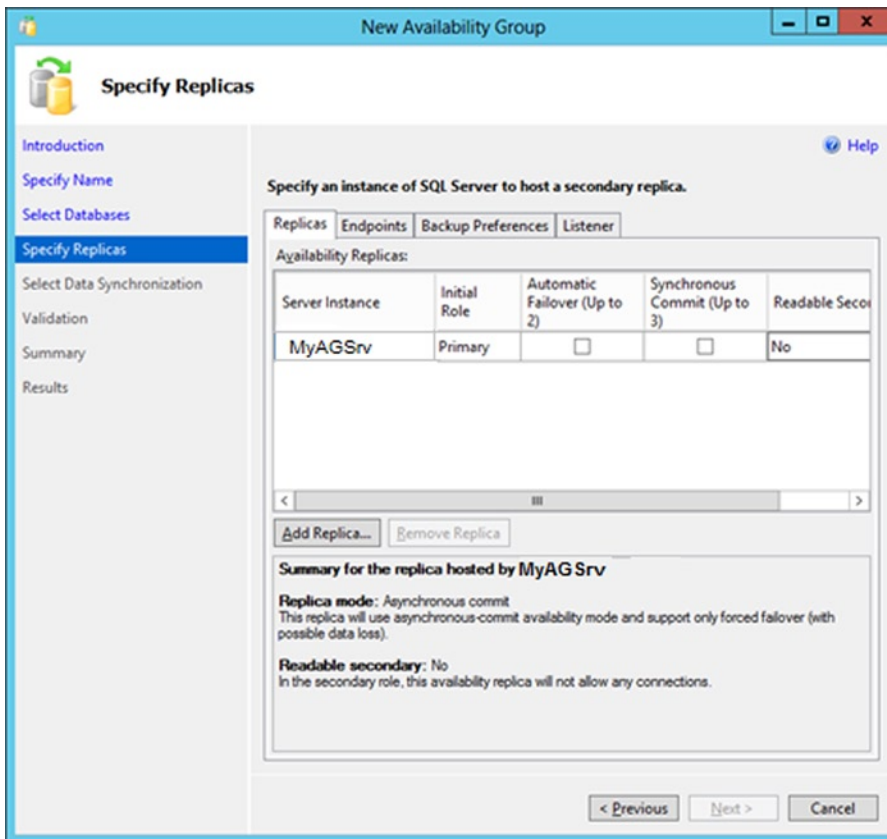 New Availability Group
Specify Replicas
Introduction
Specify Name
Select Databases
Specify Replicas
Select Data Synchronization
Validation
Summary
Results
Help
Specify an instance of SQL Server to host a secondary replica.
Replicas Endpoints Backup Preferences Listener
Availability Replicas:
Server Instance Initial Role Automatic Failover (Up to 2) Synchronous Commit (Up to 3) Readable Secon
MyAGSrv Primary No
Add Replica... Remove Replica
Summary for the replica hosted by MyAGSrv
Replica mode: Asynchronous commit
This replica will use asynchronous-commit availability mode and support only forced failover (with
possible data loss).
Readable secondary: No
In the secondary role, this availability replica will not allow any connections.
< Previous Next > Cancel